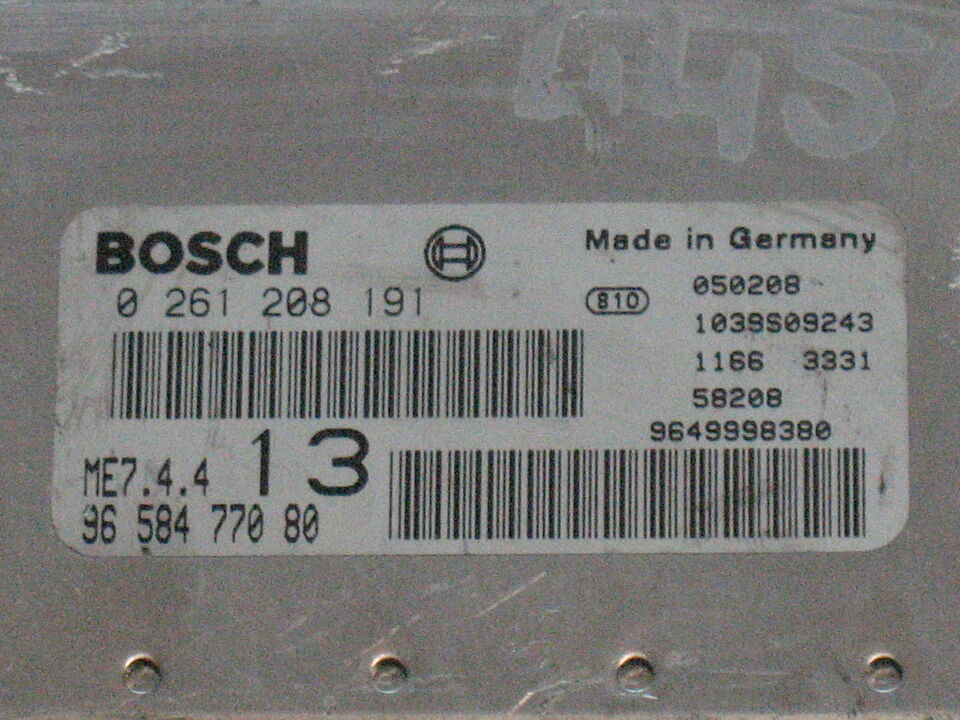 BOSCH
Made in Germany
0 261 208 191
810
050208
1039S09243
1166 3331
58208
9649998380
ME7.4.4 13
96 584 770 80